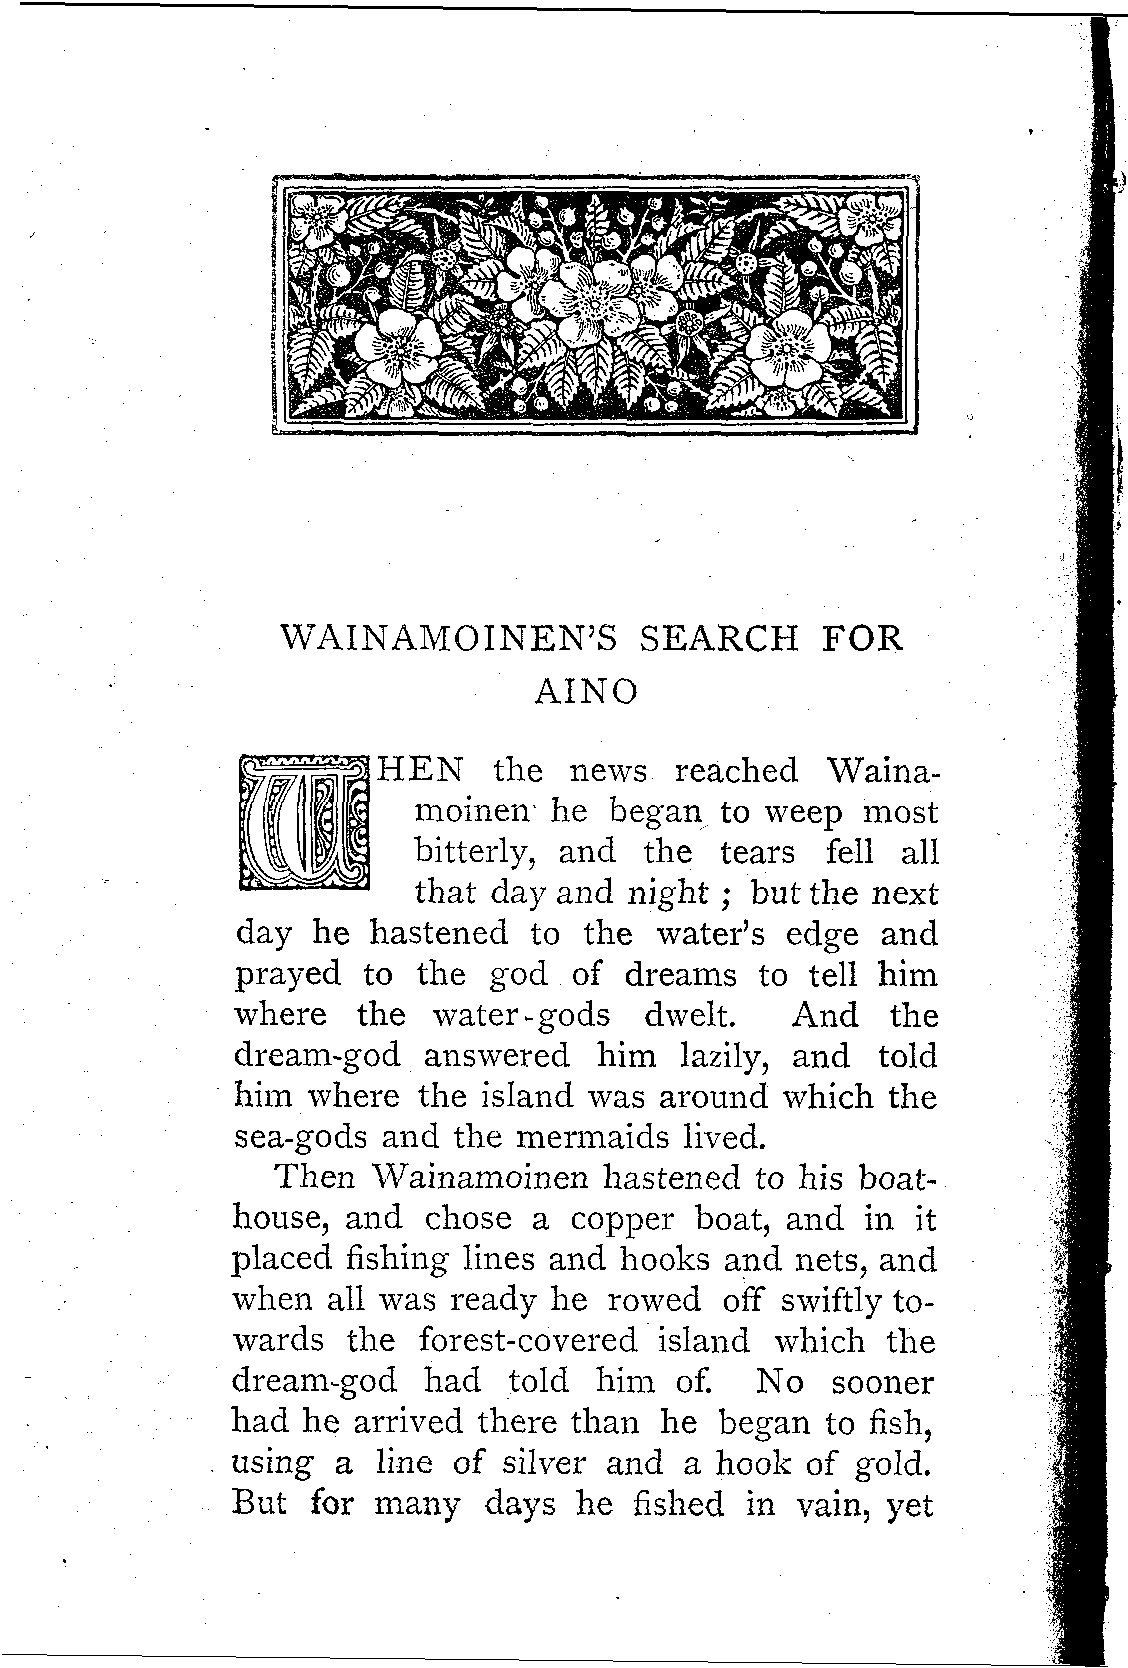 WAINAMOINEN'S SEARCH FOR
AINO
WHEN the news reached Waina-
moinen he began to weep most
bitterly, and the tears fell all
that day and night ; but the next
day he hastened to the water's edge and
prayed to the god of dreams to tell him
where the water-gods dwelt. And the
dream-god answered him lazily, and told
him where the island was around which the
sea-gods and the mermaids lived.
Then Wainamoinen hastened to his boat-
house, and chose a copper boat, and in it
placed fishing lines and hooks and nets, and
when all was ready he rowed off swiftly to-
wards the forest-covered island which the
dream-god had told him of. No sooner
had he arrived there than he began to fish,
using a line of silver and a hook of gold.
But for many days he fished in vain, yet